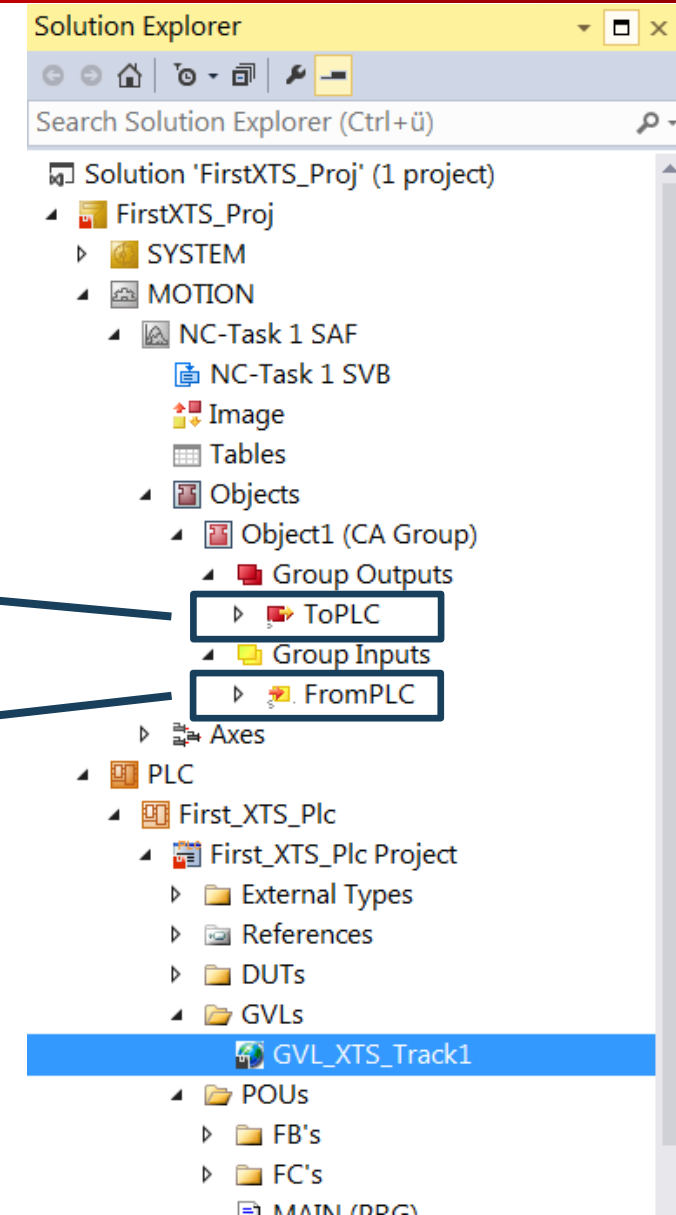 Solution Explorer
Search Solution Explorer (Ctrl+ü)
Solution 'FirstXTS_Proj' (1 project)
FirstXTS_Proj
SYSTEM
MOTION
NC-Task 1 SAF
NC-Task 1 SVB
Image
Tables
Objects
Object1 (CA Group)
Group Outputs
ToPLC
Group Inputs
FromPLC
Axes
PLC
First_XTS_Plc
First_XTS_Plc Project
External Types
References
DUTs
GVLs
GVL_XTS_Track1
POUs
FB's
FC's
MAIN (PRG)